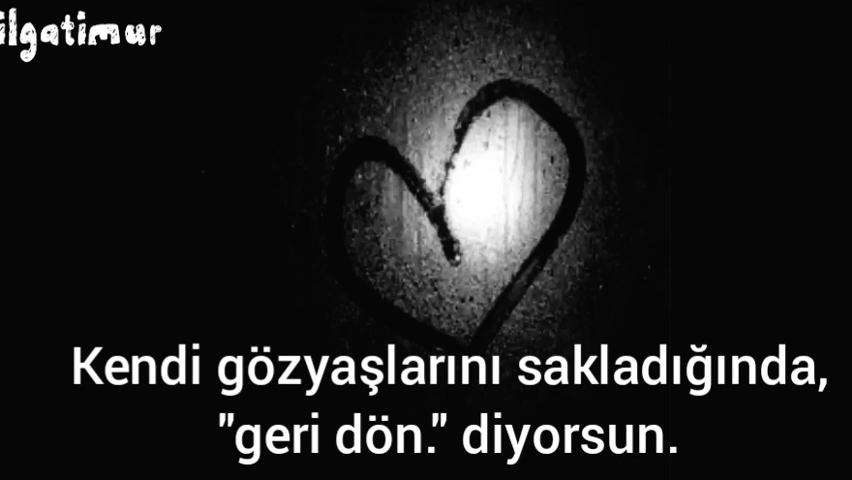 ilgatimur
Kendi gözyaşlarını sakladığında,
"geri dön." diyorsun.